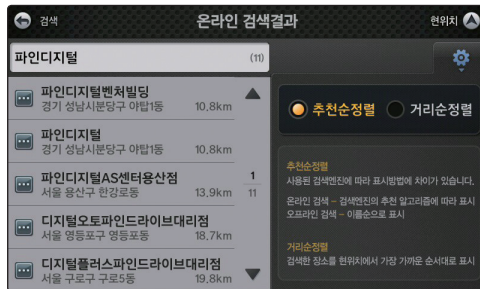 검색
온라인 검색결과
현위치
파인디지털
(11)
파인디지털벤처빌딩
경기 성남시분당구 야탑1동 10.8km
파인디지털
경기 성남시분당구 야탑1동 10.8km
파인디지털AS센터용산점
서울 용산구 한강로동 13.9km
디지털오토파인드라이브대리점
서울 영등포구 영등포동 18.7km
디지털플러스파인드라이브대리점
서울 구로구 구로5동 19.8km
1
11
추천순정렬 거리순정렬
추천순정렬
사용된 검색엔진에 따라 표시방법에 차이가 있습니다.
온라인 검색 – 검색엔진의 추천 알고리즘에 따라 표시
오프라인 검색 – 이름순으로 표시
거리순정렬
검색한 장소를 현위치에서 가장 가까운 순서대로 표시